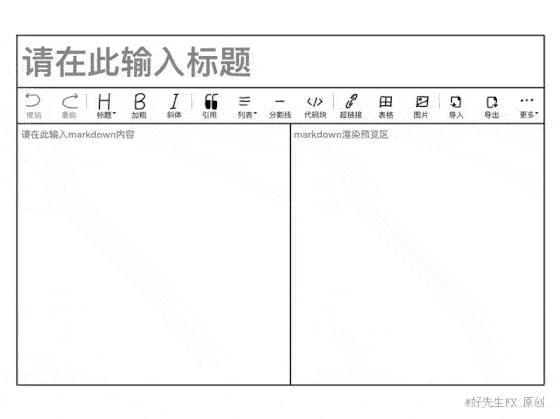 请在此输入标题
撤销 重做 标题 加粗 斜体 引用 列表 分割线 代码块 超链接 表格 图片 导入 导出 更多
请在此输入markdown内容
markdown渲染预览区
@好先生FX 原创